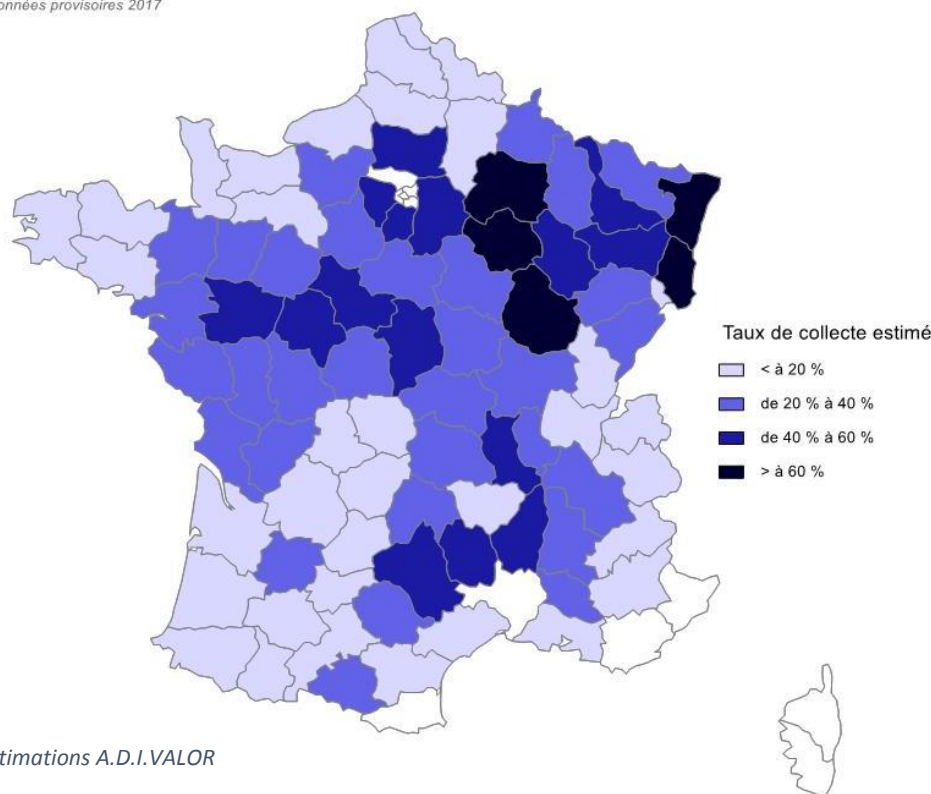 onnées provisoires 2017
Taux de collecte estimé
< à 20 %
de 20 % à 40 %
de 40 % à 60 %
> à 60 %
timations A.D.I.VALOR